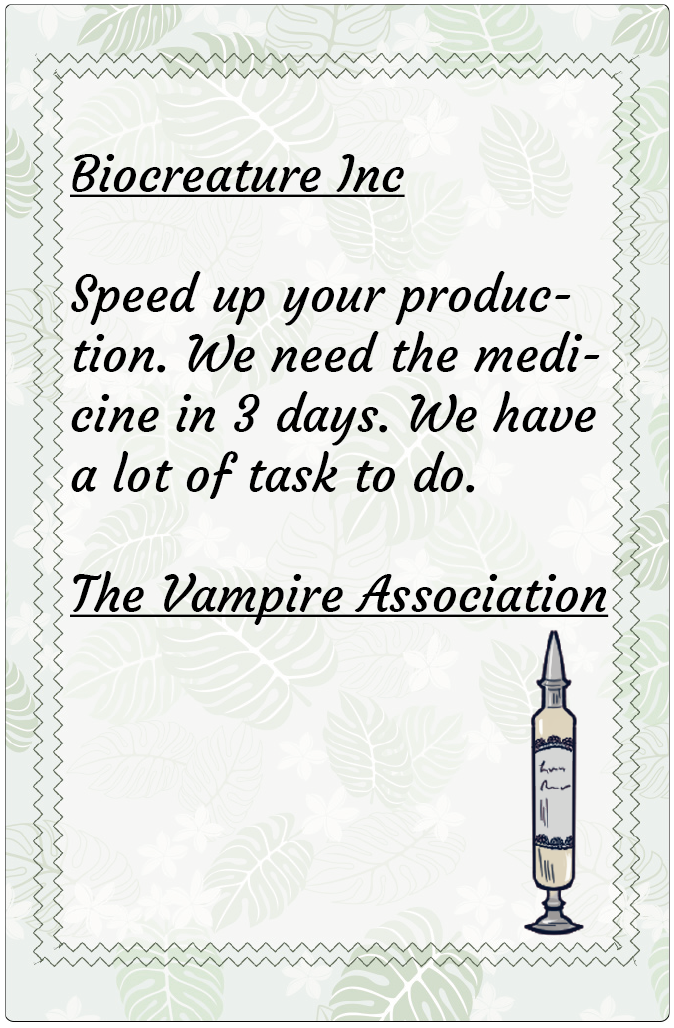 Biocreature Inc
Speed up your produc-
tion. We need the medi-
cine in 3 days. We have
a lot of task to do.
The Vampire Association